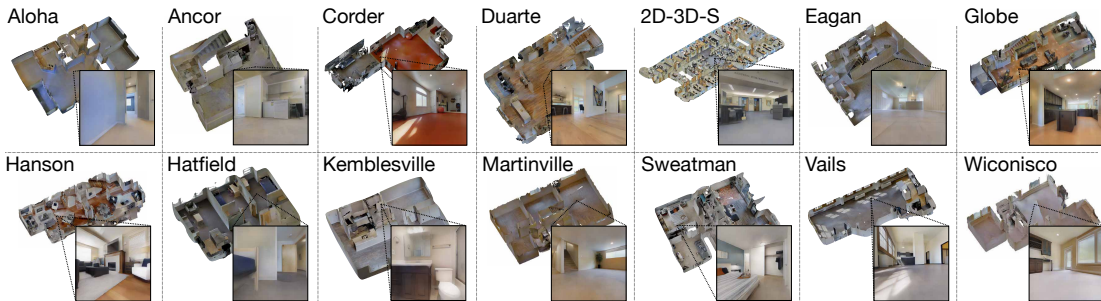 Aloha
Ancor
Corder
Duarte
2D-3D-S
Eagan
Globe
Hanson
Hatfield
Kemblesville
Martinville
Sweatman
Vails
Wiconisco